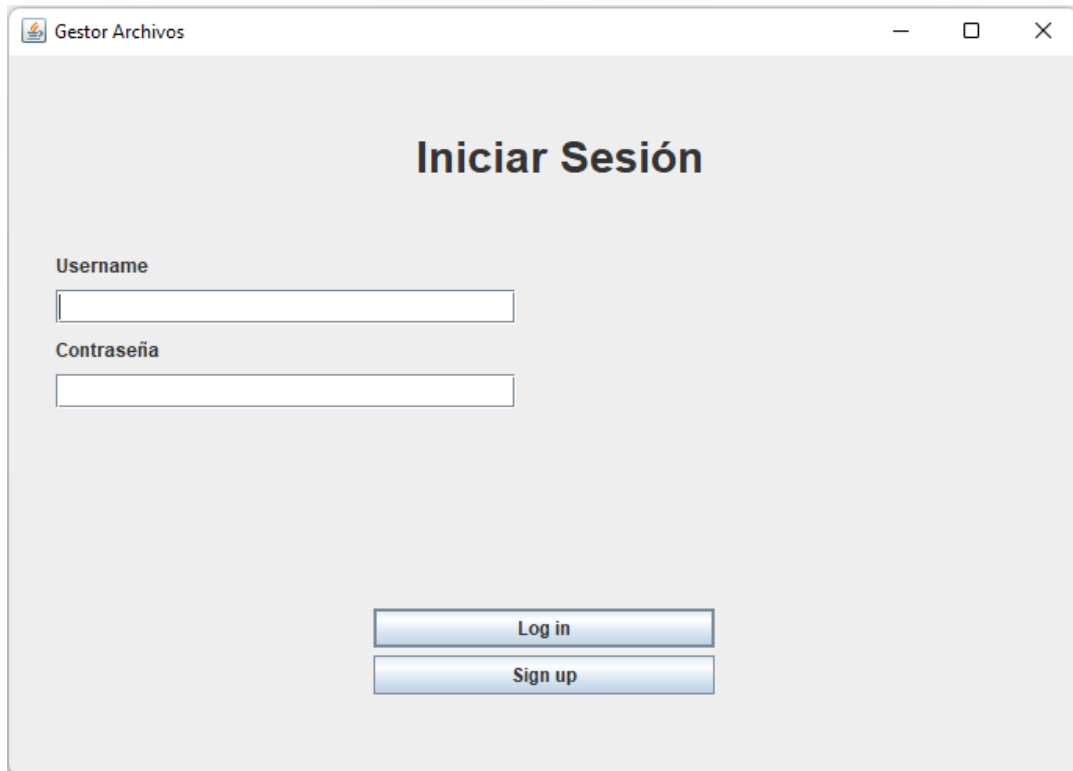 Gestor Archivos
Iniciar Sesión
Username
Contraseña
Log in
Sign up